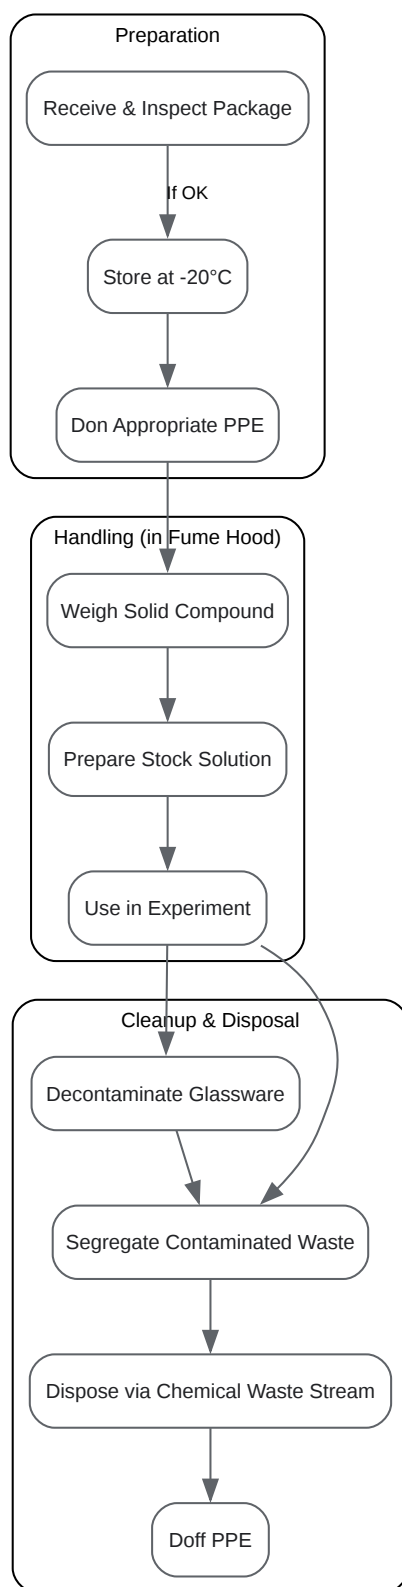 Preparation
Receive & Inspect Package
If OK
Store at -20°C
Don Appropriate PPE
Handling (in Fume Hood)
Weigh Solid Compound
Prepare Stock Solution
Use in Experiment
Cleanup & Disposal
Decontaminate Glassware
Segregate Contaminated Waste
Dispose via Chemical Waste Stream
Doff PPE